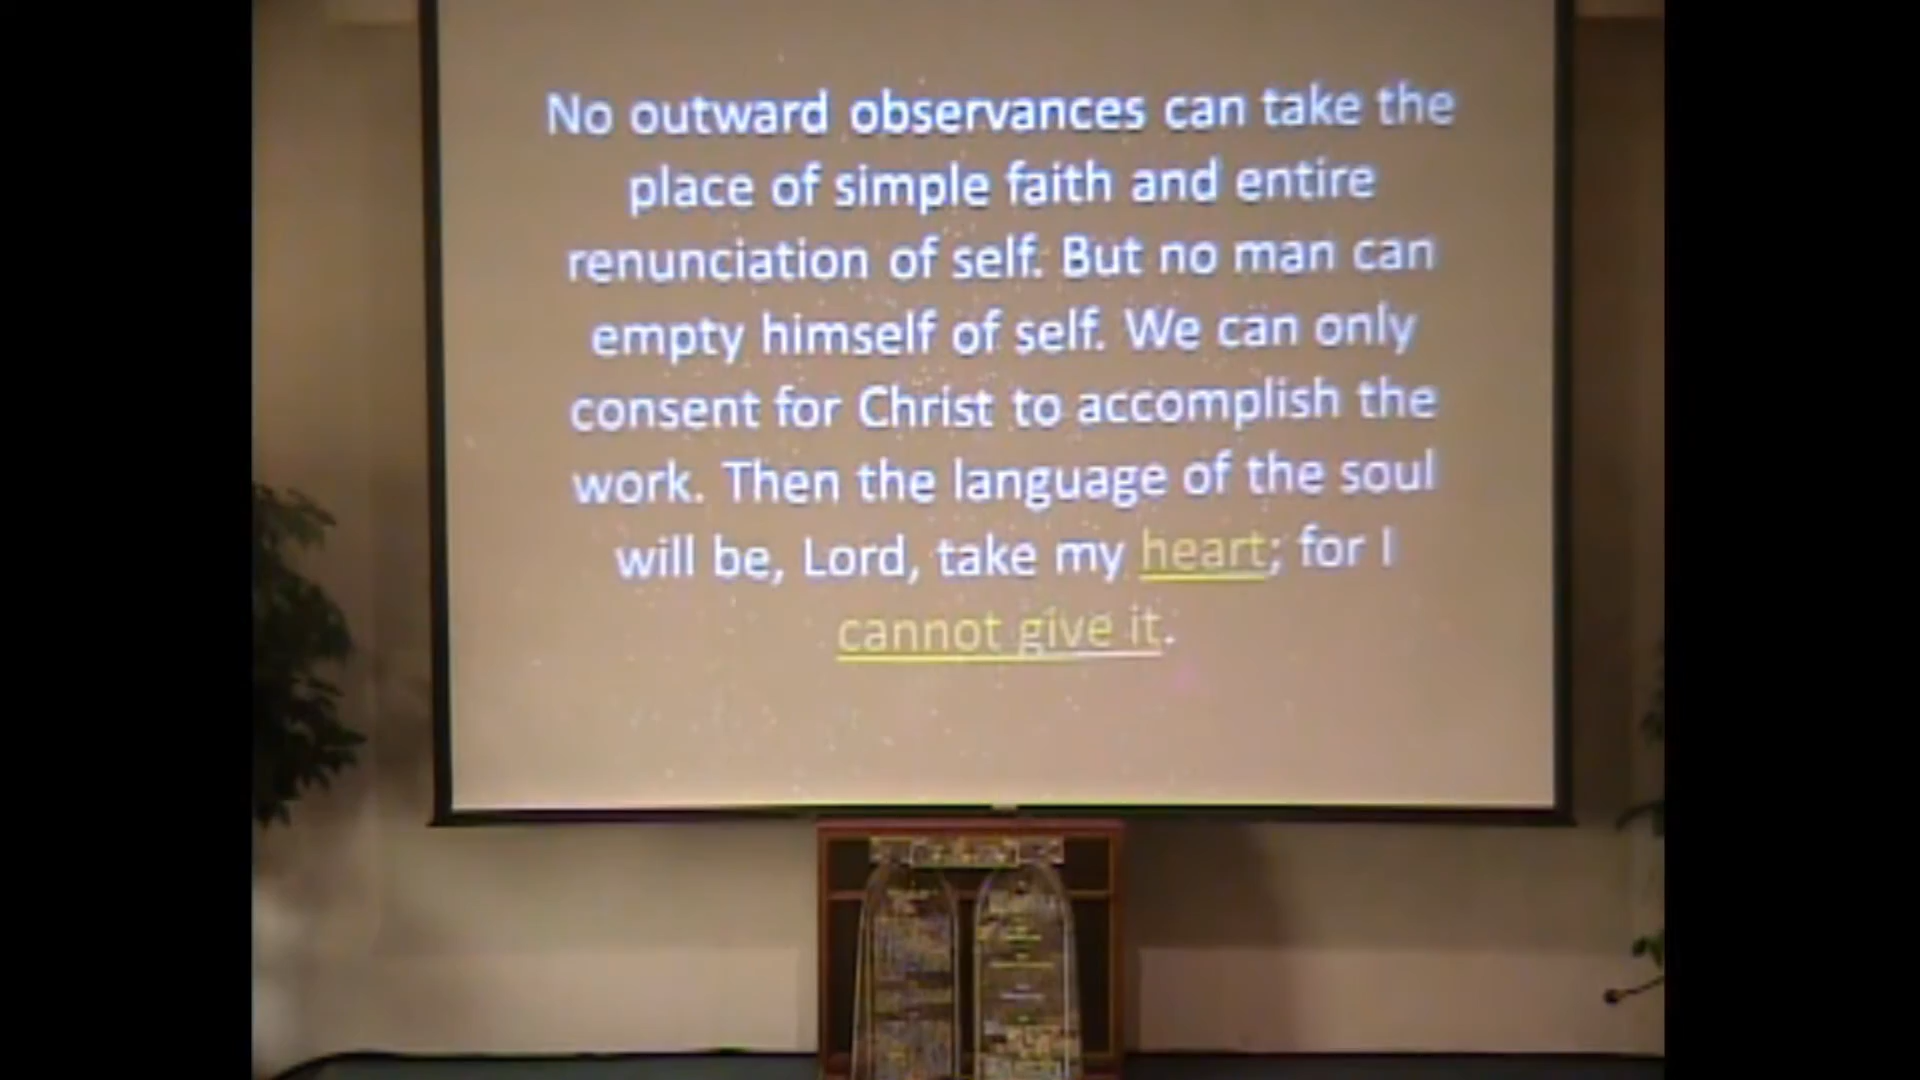 No outward observances can take the
place of simple faith and entire
renunciation of self. But no man can
empty himself of self. We can only
consent for Christ to accomplish the
work. Then the language of the soul
will be, Lord, take my heart; for I
cannot give it.